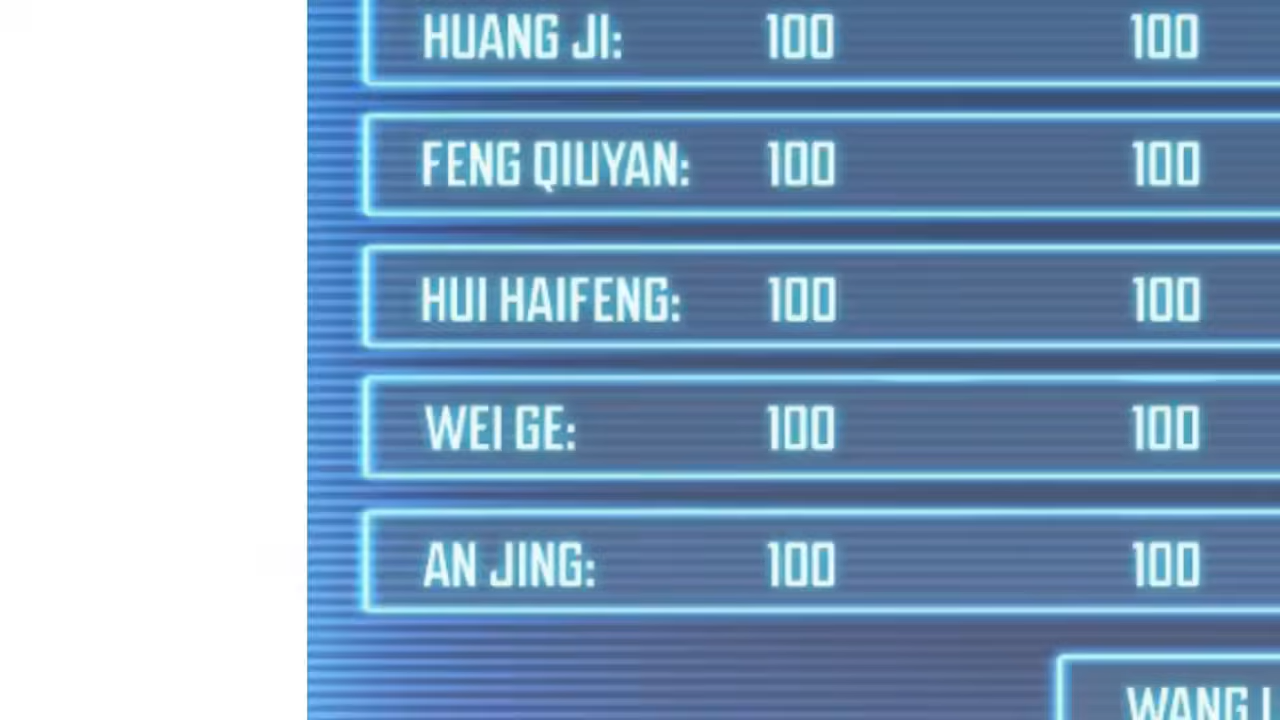 HUANG JI: 100 100
FENG QIUYAN: 100 100
HUI HAIFENG: 100 100
WEI GE: 100 100
AN JING: 100 100
WANG